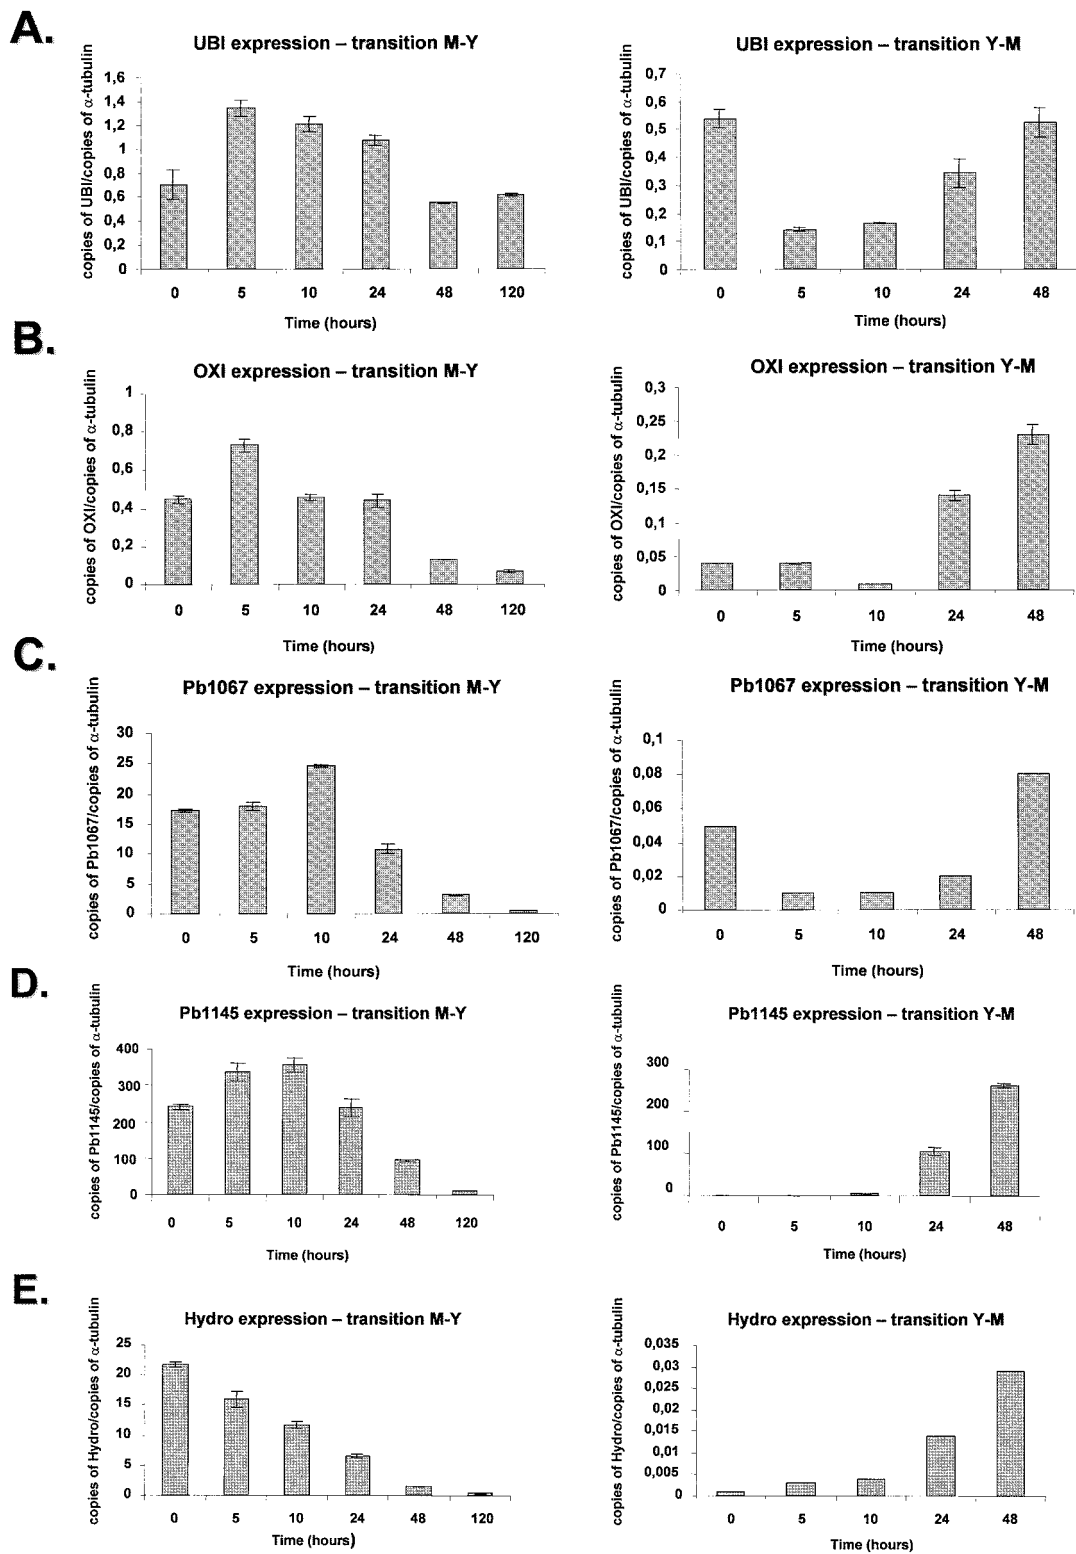 A.
UBI expression – transition M-Y
copies of UBI/copies of α-tubulin
1,6
1,4
1,2
1
0,8
0,6
0,4
0,2
0
0 5 10 24 48 120
Time (hours)
UBI expression – transition Y-M
copies of UBI/copies of α-tubulin
0,7
0,6
0,5
0,4
0,3
0,2
0,1
0
0 5 10 24 48
Time (hours)
B.
OXI expression – transition M-Y
copies of OXI/copies of α-tubulin
1
0,8
0,6
0,4
0,2
0
0 5 10 24 48 120
Time (hours)
OXI expression – transition Y-M
copies of OXI/copies of α-tubulin
0,3
0,25
0,2
0,15
0,1
0,05
0
0 5 10 24 48
Time (hours)
C.
Pb1067 expression – transition M-Y
copies of Pb1067/copies of α-tubulin
30
25
20
15
10
5
0
0 5 10 24 48 120
Time (hours)
Pb1067 expression – transition Y-M
copies of Pb1067/copies of α-tubulin
0,1
0,08
0,06
0,04
0,02
0
0 5 10 24 48
Time (hours)
D.
Pb1145 expression – transition M-Y
copies of Pb1145/copies of α-tubulin
400
300
200
100
0
0 5 10 24 48 120
Time (hours)
Pb1145 expression – transition Y-M
copies of Pb1145/copies of α-tubulin
300
200
100
0
0 5 10 24 48
Time (hours)
E.
Hydro expression – transition M-Y
copies of Hydro/copies of α-tubulin
25
20
15
10
5
0
0 5 10 24 48 120
Time (hours)
Hydro expression – transition Y-M
copies of Hydro/copies of α-tubulin
0,035
0,03
0,025
0,02
0,015
0,01
0,005
0
0 5 10 24 48
Time (hours)